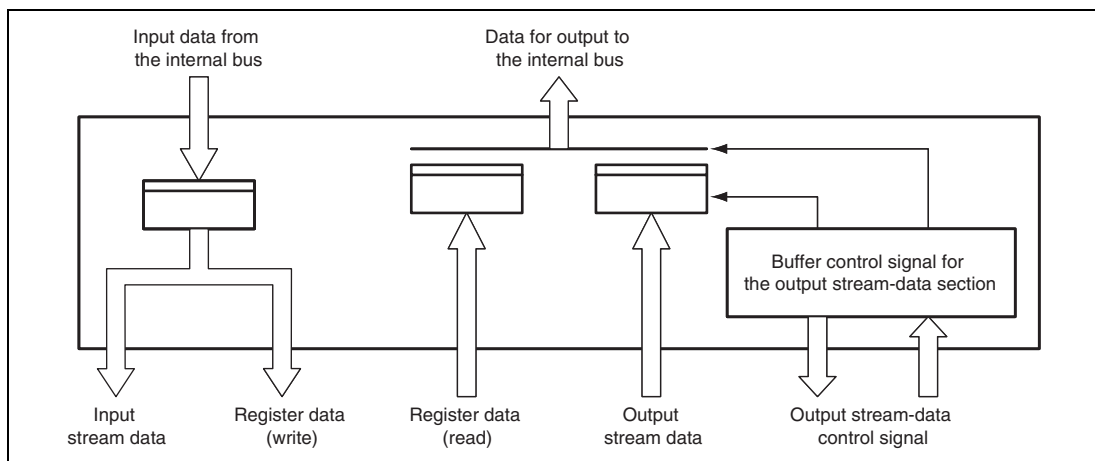 Input data from
the internal bus
Data for output to
the internal bus
Buffer control signal for
the output stream-data section
Input
stream data
Register data
(write)
Register data
(read)
Output
stream data
Output stream-data
control signal